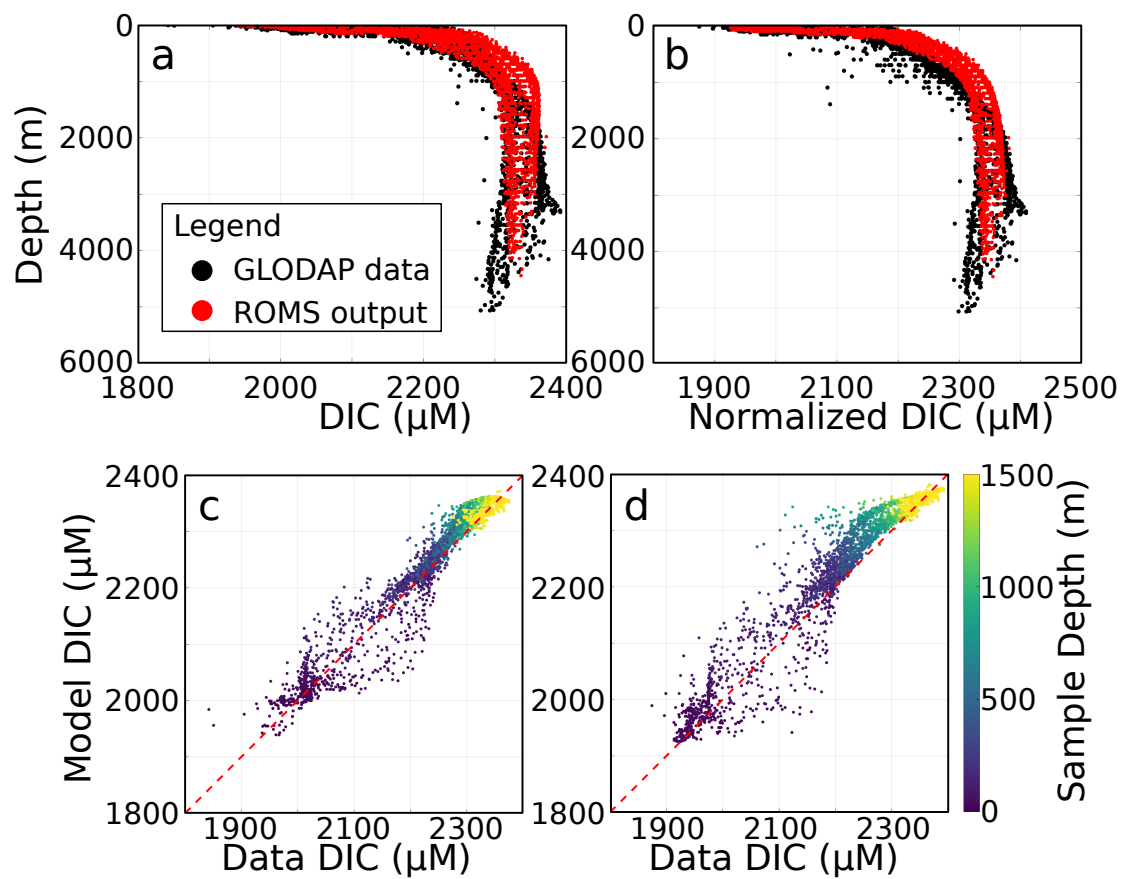 a
b
0
2000
4000
6000
Depth (m)
Legend
GLODAP data
ROMS output
1800
2000
2200
2400
DIC (μM)
0
2000
4000
6000
1900
2100
2300
2500
Normalized DIC (μM)
c
d
2400
2200
2000
1800
Model DIC (μM)
1900
2100
2300
Data DIC (μM)
2400
2200
2000
1800
1900
2100
2300
Data DIC (μM)
1500
1000
500
0
Sample Depth (m)